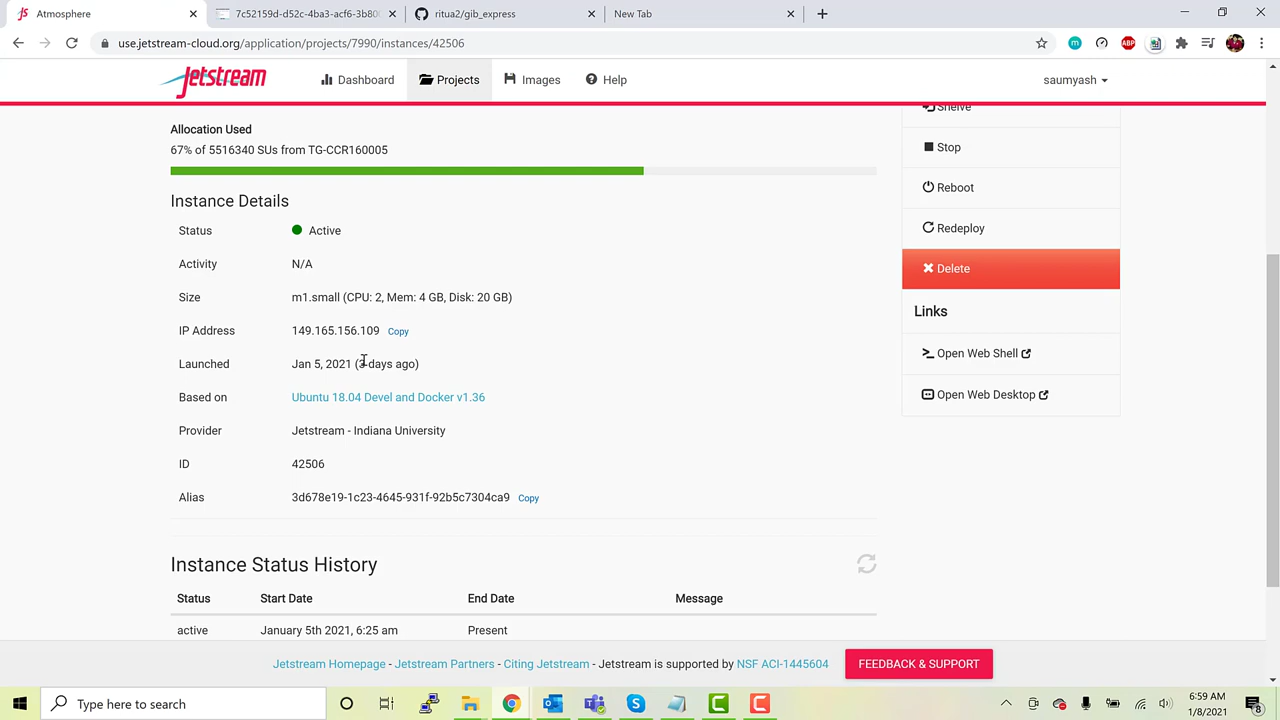 Atmosphere
7c52159d-d52c-4ba3-acf6-3b800
ritua2/gib_express
New Tab
use.jetstream-cloud.org/application/projects/7990/instances/42506
m
ABP
Jetstream
Dashboard
Projects
Images
Help
saumyash
Shelve
Allocation Used
67% of 5516340 SUs from TG-CCR160005
Stop
Reboot
Redeploy
Delete
Links
Open Web Shell
Open Web Desktop
Instance Details
Status Active
Activity N/A
Size m1.small (CPU: 2, Mem: 4 GB, Disk: 20 GB)
IP Address 149.165.156.109 Copy
Launched Jan 5, 2021 (3 days ago)
Based on Ubuntu 18.04 Devel and Docker v1.36
Provider Jetstream - Indiana University
ID 42506
Alias 3d678e19-1c23-4645-931f-92b5c7304ca9 Copy
Instance Status History
Status Start Date End Date Message
active January 5th 2021, 6:25 am Present
Jetstream Homepage - Jetstream Partners - Citing Jetstream - Jetstream is supported by NSF ACI-1445604
FEEDBACK & SUPPORT
Type here to search
6:59 AM
1/8/2021
8